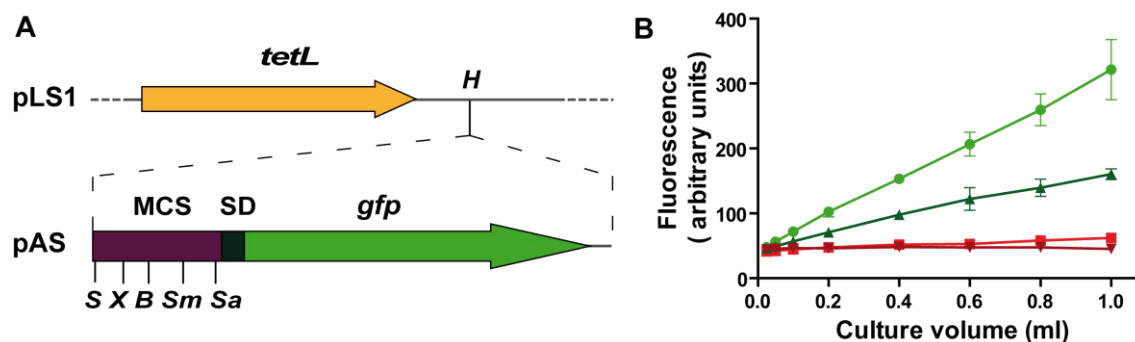 A
tetL
H
pLS1
MCS SD gfp
pAS
S X B Sm Sa
B
Fluorescence
( arbitrary units)
400
300
200
100
0
0.0 0.2 0.4 0.6 0.8 1.0
Culture volume (ml)